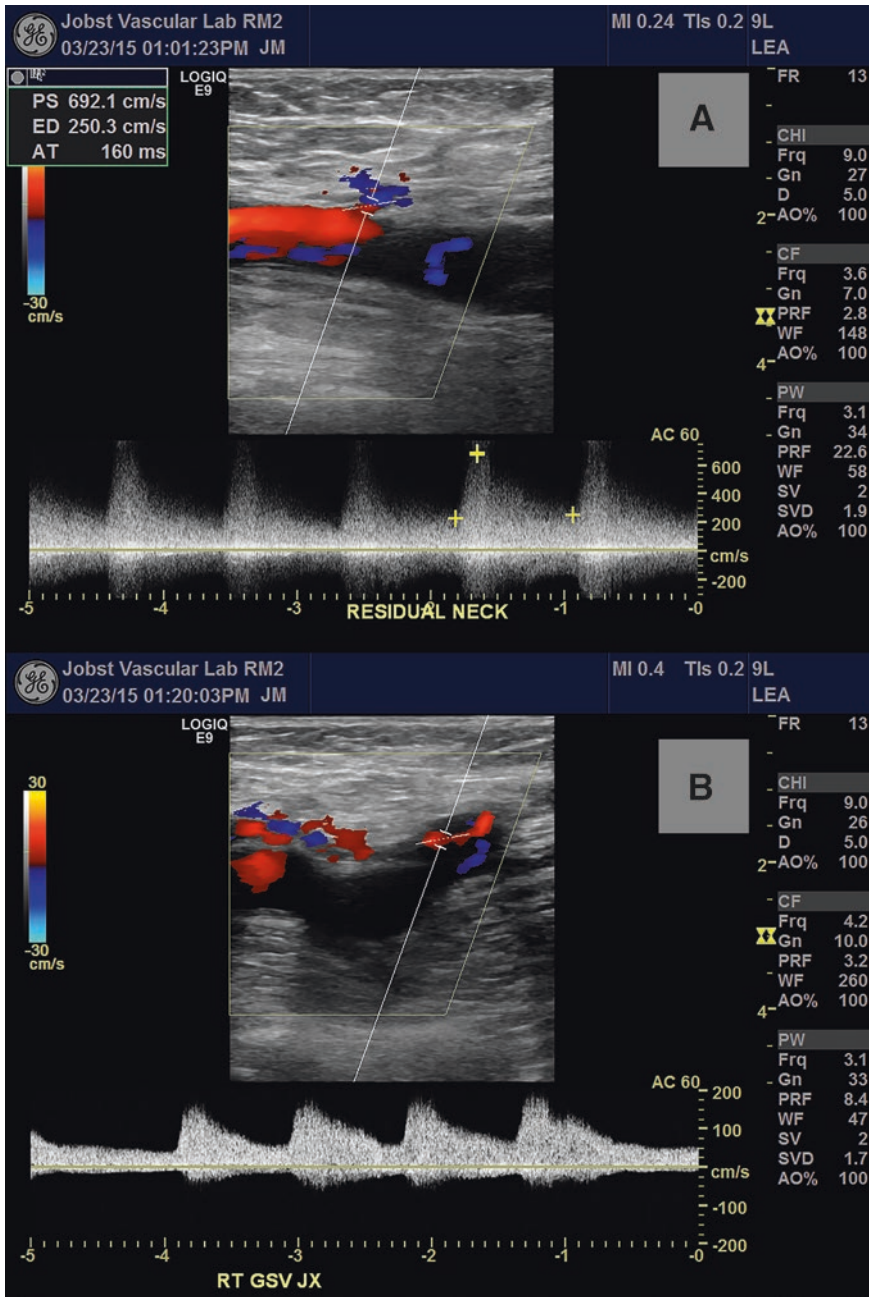 Jobst Vascular Lab RM2
03/23/15 01:01:23PM JM
MI 0.24 TIs 0.2 9L
LEA
LOGIQ
E9
PS 692.1 cm/s
ED 250.3 cm/s
AT 160 ms
-30
cm/s
A
2-
4-
FR 13
CHI
Frq 9.0
Gn 27
D 5.0
AO% 100
CF
Frq 3.6
Gn 7.0
PRF 2.8
WF 148
AO% 100
PW
Frq 3.1
Gn 34
PRF 22.6
WF 58
SV 2
SVD 1.9
AO% 100
AC 60
600
400
200
cm/s
-200
-5 -4 -3 -2 -1 -0
RESIDUAL NECK
Jobst Vascular Lab RM2
03/23/15 01:20:03PM JM
MI 0.4 TIs 0.2 9L
LEA
LOGIQ
E9
30
-30
cm/s
B
2-
4-
FR 13
CHI
Frq 9.0
Gn 26
D 5.0
AO% 100
CF
Frq 4.2
Gn 10.0
PRF 3.2
WF 260
AO% 100
PW
Frq 3.1
Gn 33
PRF 8.4
WF 47
SV 2
SVD 1.7
AO% 100
AC 60
200
100
cm/s
-100
-200
-5 -4 -3 -2 -1 -0
RT GSV JX